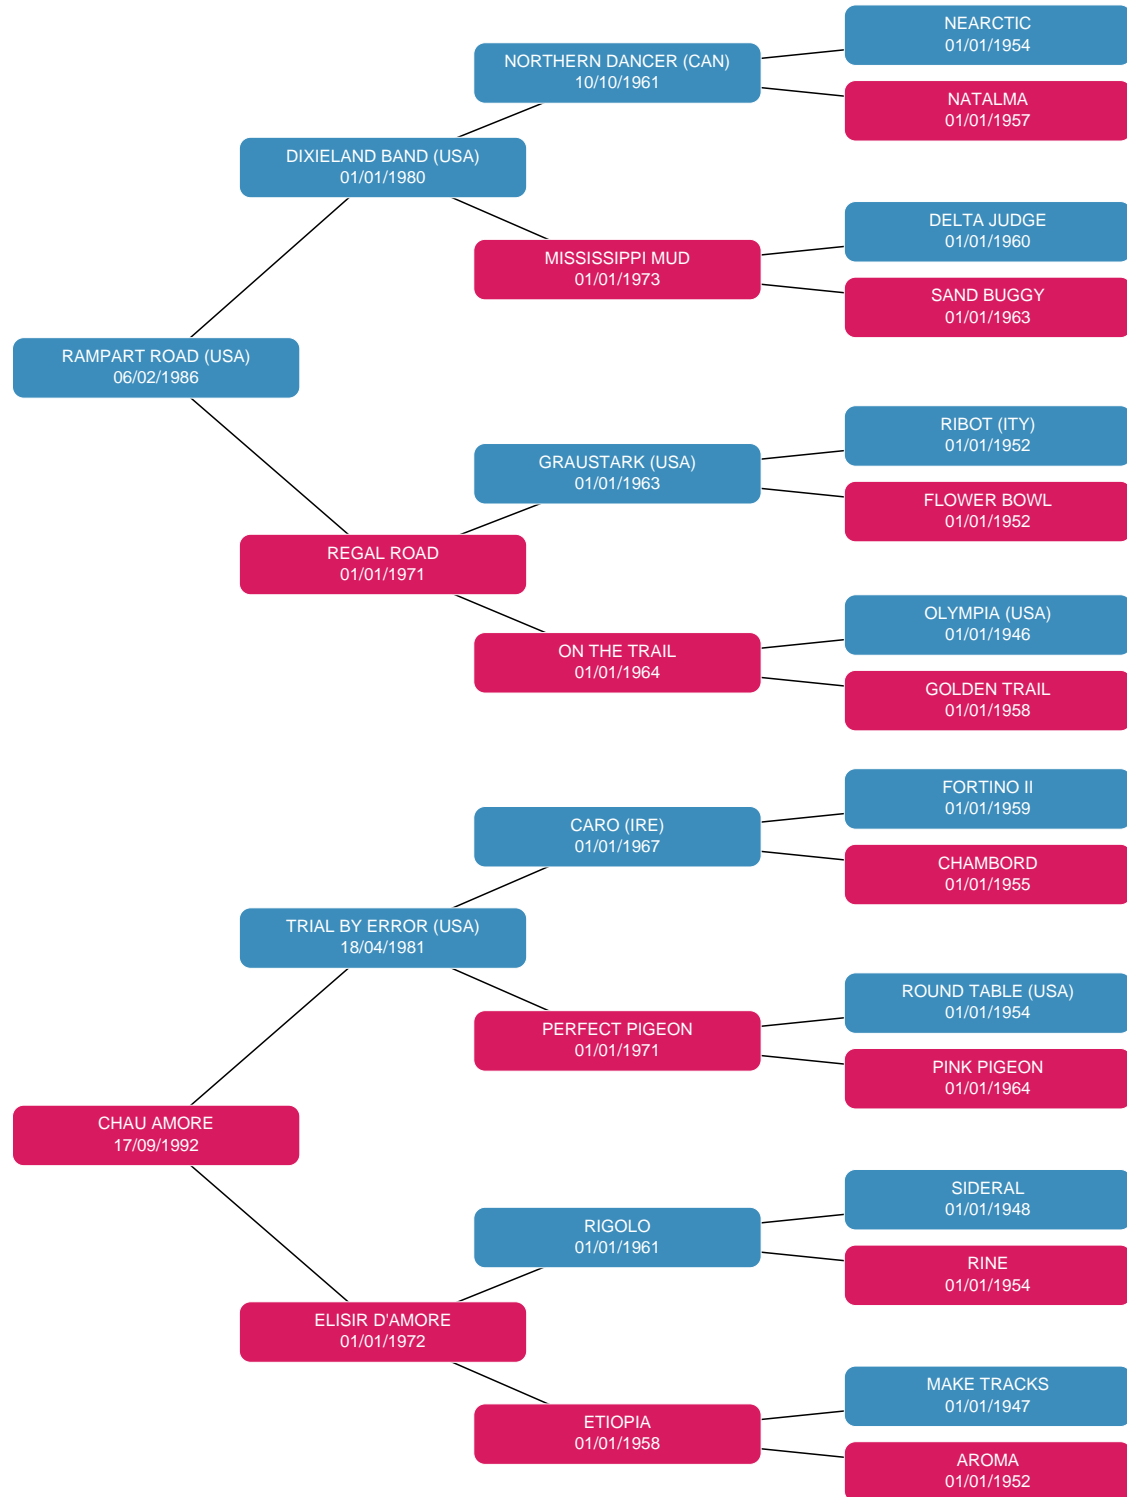 NEARCTIC
01/01/1954
NORTHERN DANCER (CAN)
10/10/1961
NATALMA
01/01/1957
DIXIELAND BAND (USA)
01/01/1980
DELTA JUDGE
01/01/1960
MISSISSIPPI MUD
01/01/1973
SAND BUGGY
01/01/1963
RAMPART ROAD (USA)
06/02/1986
RIBOT (ITY)
01/01/1952
GRAUSTARK (USA)
01/01/1963
FLOWER BOWL
01/01/1952
REGAL ROAD
01/01/1971
OLYMPIA (USA)
01/01/1946
ON THE TRAIL
01/01/1964
GOLDEN TRAIL
01/01/1958
FORTINO II
01/01/1959
CARO (IRE)
01/01/1967
CHAMBORD
01/01/1955
TRIAL BY ERROR (USA)
18/04/1981
ROUND TABLE (USA)
01/01/1954
PERFECT PIGEON
01/01/1971
PINK PIGEON
01/01/1964
CHAU AMORE
17/09/1992
SIDERAL
01/01/1948
RIGOLO
01/01/1961
RINE
01/01/1954
ELISIR D'AMORE
01/01/1972
MAKE TRACKS
01/01/1947
ETIOPIA
01/01/1958
AROMA
01/01/1952